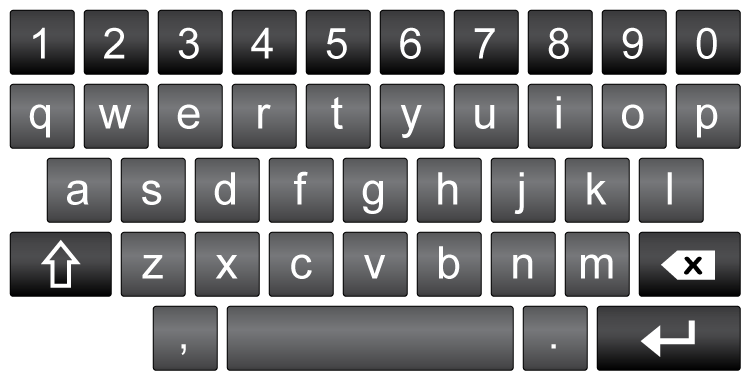 1 2 3 4 5 6 7 8 9 0
q w e r t y u i o p
a s d f g h j k l
z x c v b n m x
, .